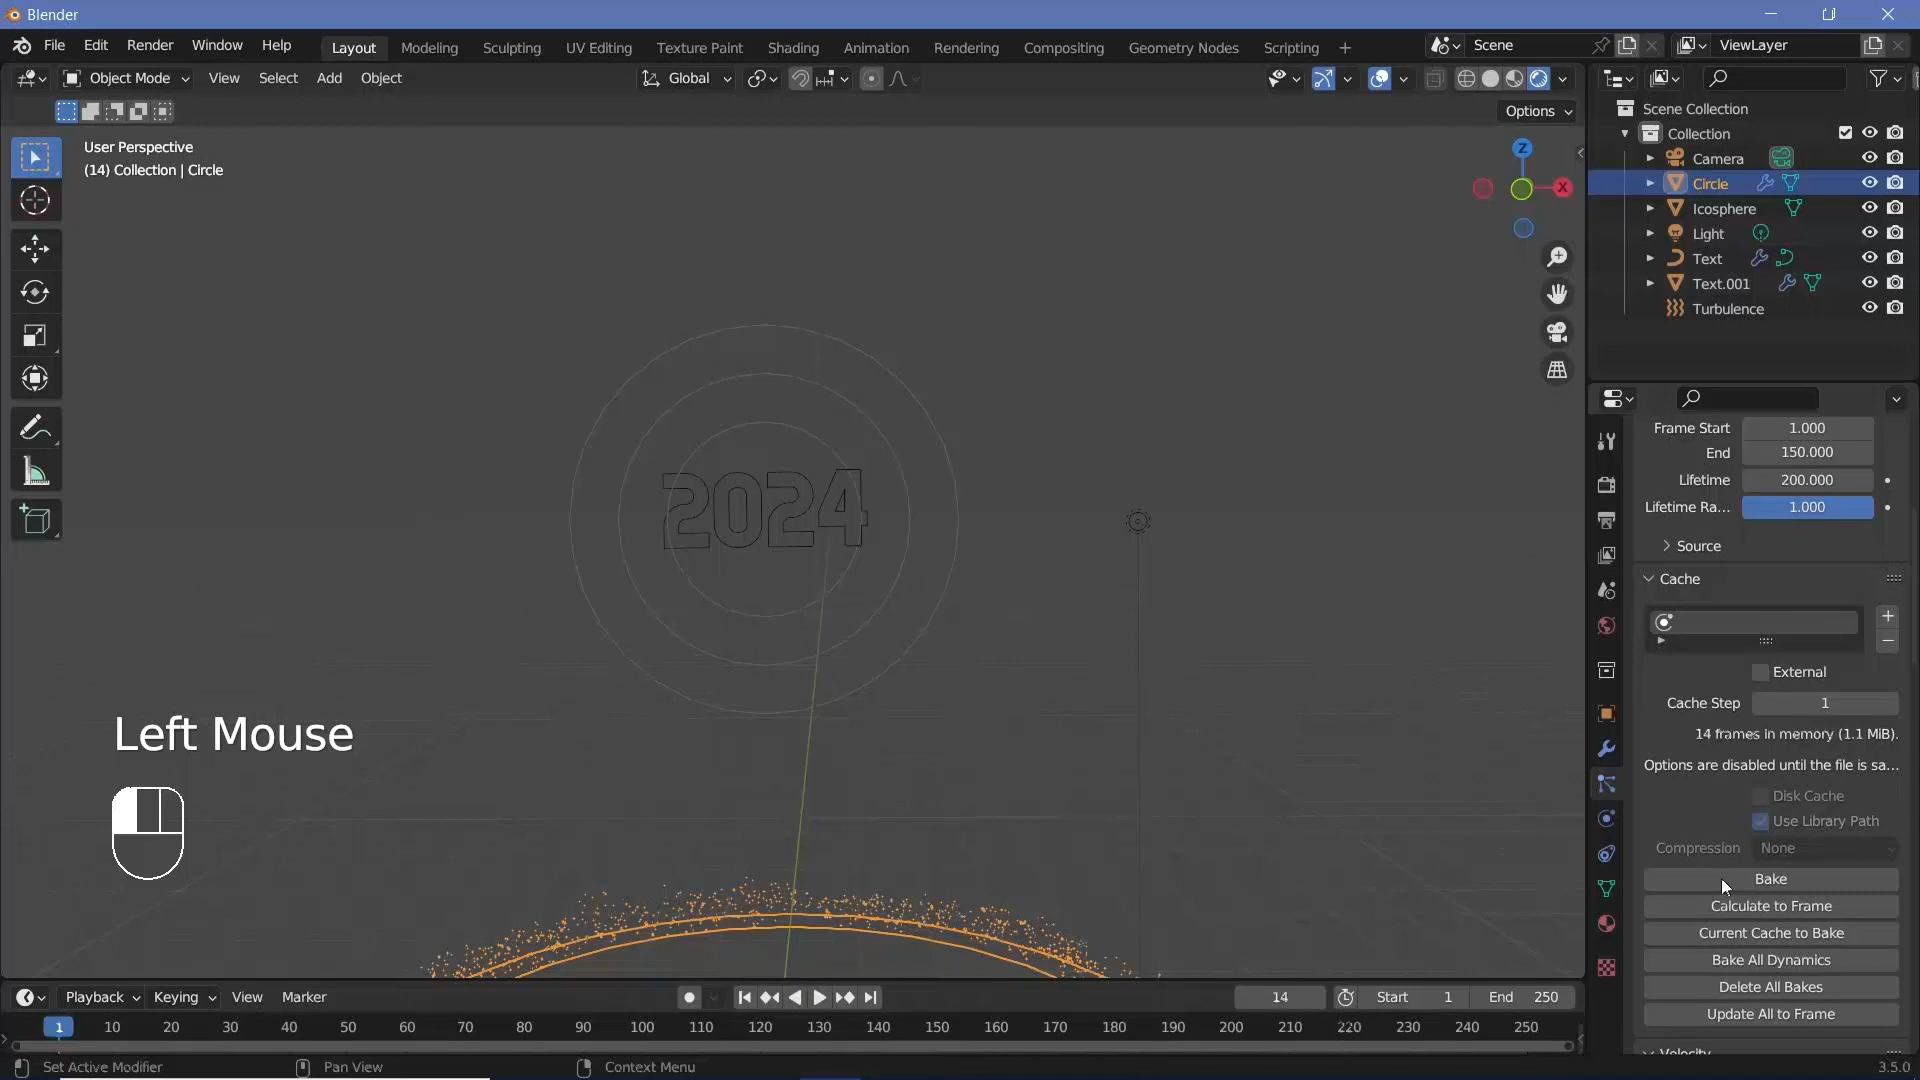 Blender
File Edit Render Window Help Layout Modeling Sculpting UV Editing Texture Paint Shading Animation Rendering Compositing Geometry Nodes Scripting + Scene ViewLayer
Object Mode View Select Add Object Global
Options
User Perspective
(14) Collection | Circle
Z
X
Scene Collection
Collection
Camera
Circle
Icosphere
Light
Text
Text.001
Turbulence
2024
Left Mouse
Frame Start 1.000
End 150.000
Lifetime 200.000
Lifetime Ra... 1.000
Source
Cache
External
Cache Step 1
14 frames in memory (1.1 MiB).
Options are disabled until the file is sa...
Disk Cache
Use Library Path
Compression None
Bake
Calculate to Frame
Current Cache to Bake
Bake All Dynamics
Delete All Bakes
Update All to Frame
Playback Keying View Marker 14 Start 1 End 250
1 10 20 30 40 50 60 70 80 90 100 110 120 130 140 150 160 170 180 190 200 210 220 230 240 250
Set Active Modifier Pan View Context Menu 3.5.0